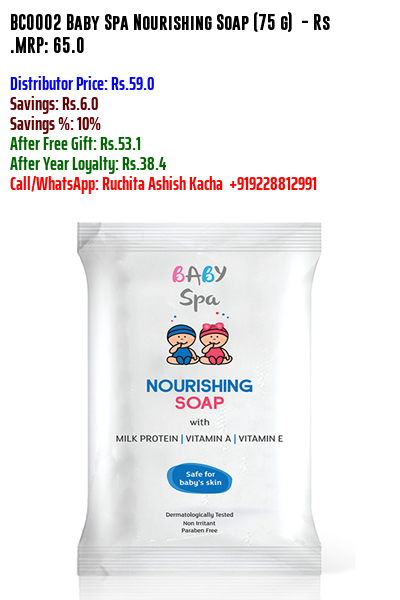 BC0002 Baby Spa Nourishing Soap (75 g)  - Rs
.MRP: 65.0
Distributor Price: Rs.59.0
Savings: Rs.6.0
Savings %: 10%
After Free Gift: Rs.53.1
After Year Loyalty: Rs.38.4
Call/WhatsApp: Ruchita Ashish Kacha  +919228812991
BABY
Spa
NOURISHING
SOAP
with
MILK PROTEIN | VITAMIN A | VITAMIN E
Safe for
baby's skin
Dermatologically Tested
Non Irritant
Paraben Free